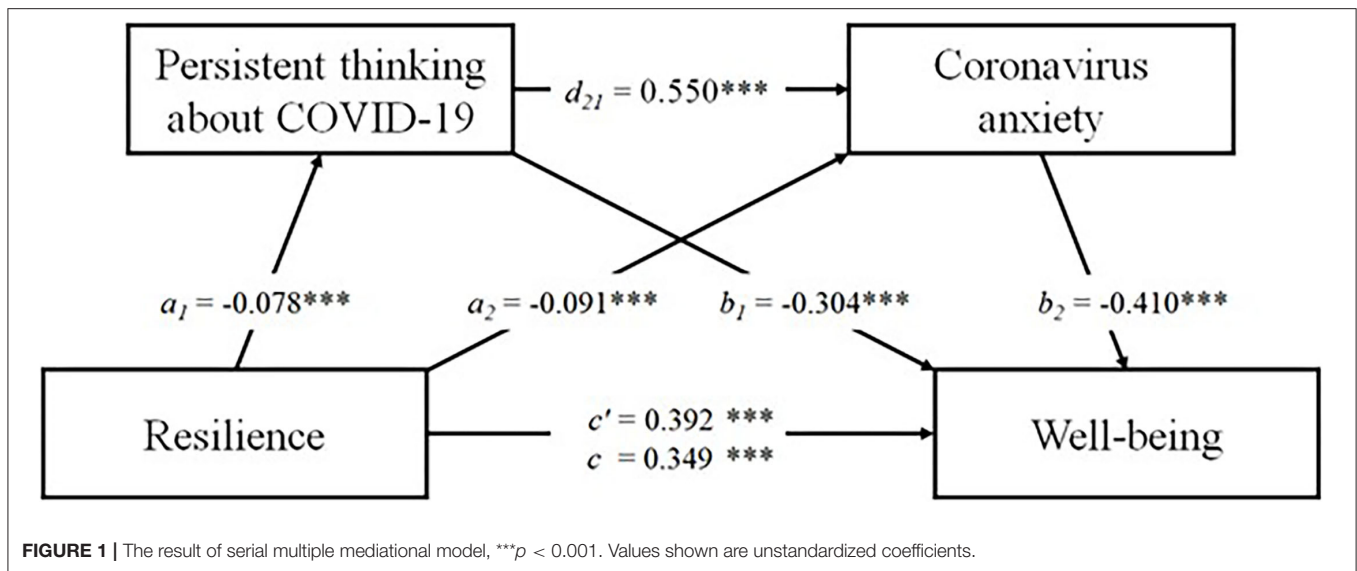 Persistent thinking
about COVID-19
d₂₁ = 0.550***
Coronavirus
anxiety
a₁ = -0.078***
a₂ = -0.091***
b₁ = -0.304***
b₂ = -0.410***
Resilience
c′ = 0.392 ***
c = 0.349 ***
Well-being
FIGURE 1 | The result of serial multiple mediational model, ***p < 0.001. Values shown are unstandardized coefficients.